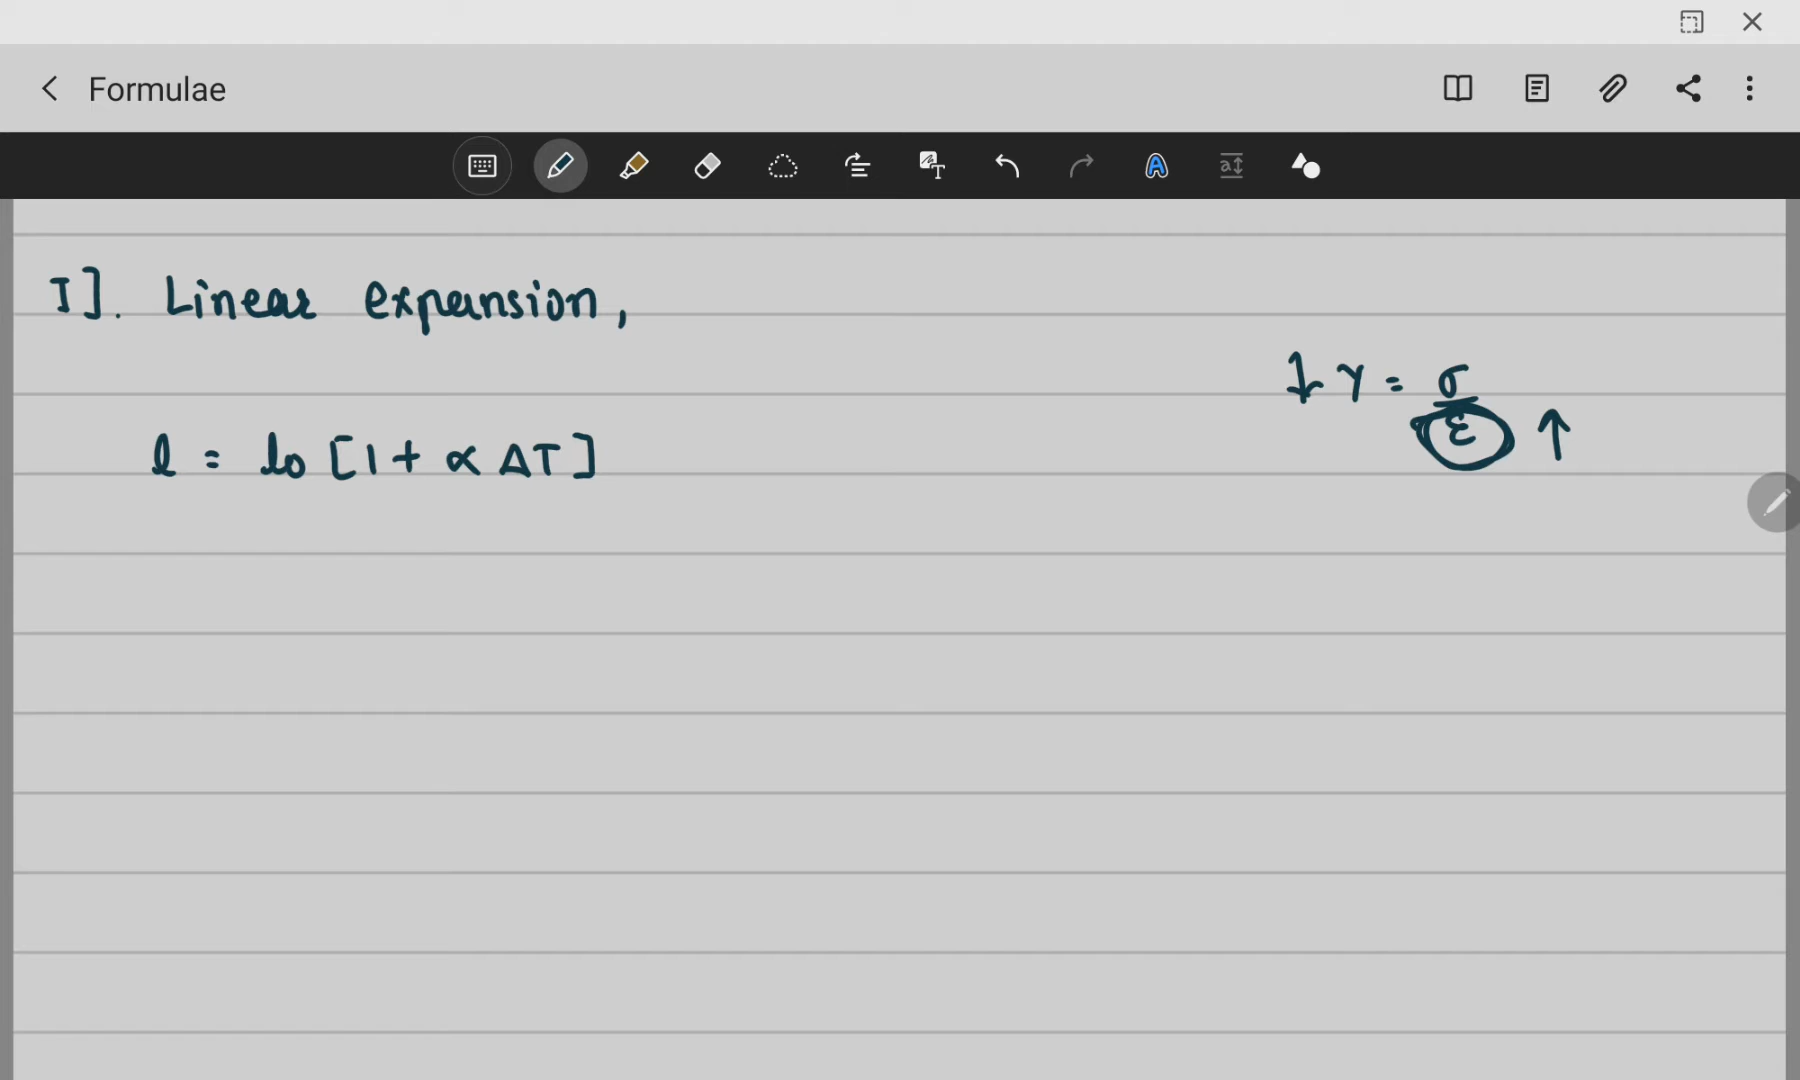 Formulae
I]. Linear expansion,
↓ Y = σ/ε ↑
l = lo [1 + α ΔT]